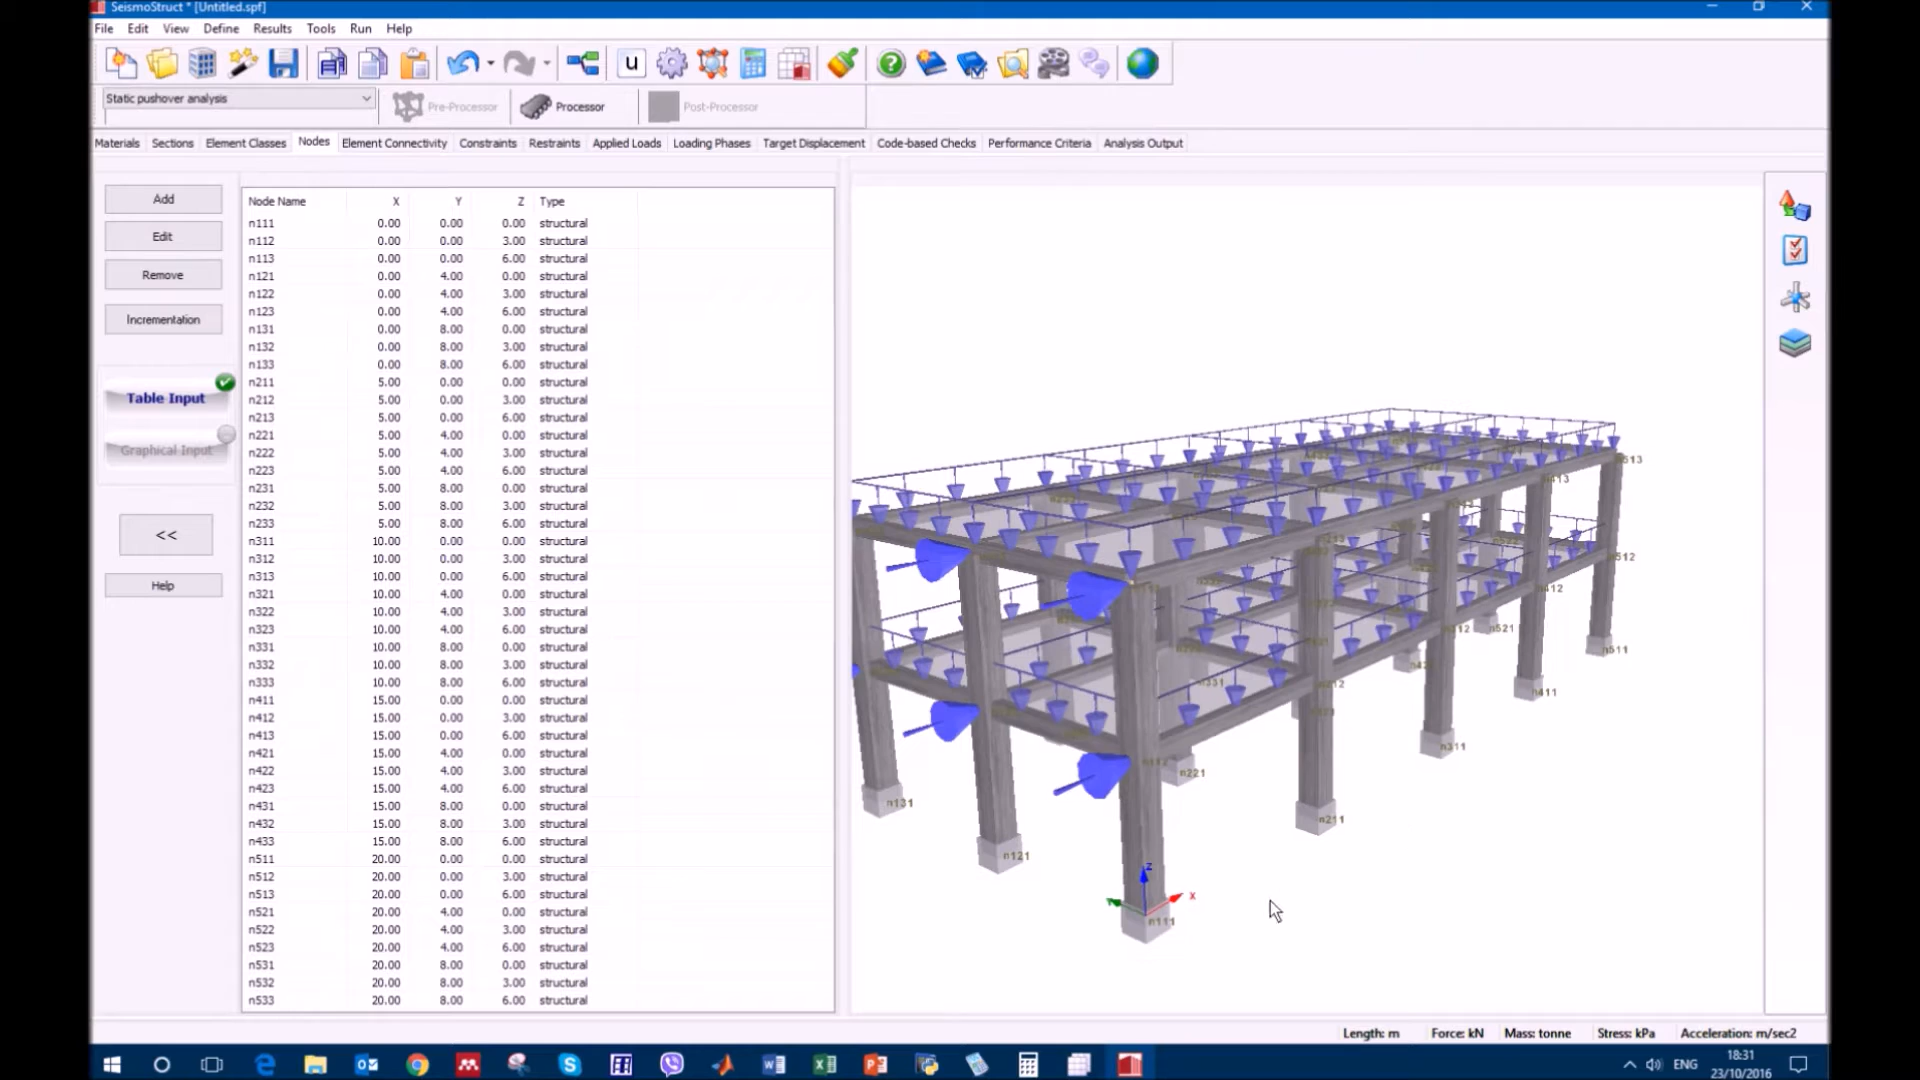 SeismoStruct * [Untitled.spf]
File Edit View Define Results Tools Run Help
u
Static pushover analysis Pre-Processor Processor Post-Processor
Materials Sections Element Classes Nodes Element Connectivity Constraints Restraints Applied Loads Loading Phases Target Displacement Code-based Checks Performance Criteria Analysis Output
Add
Edit
Remove
Incrementation
Table Input
Graphical Input
<<
Help
Node Name X Y Z Type
n111 0.00 0.00 0.00 structural
n112 0.00 0.00 3.00 structural
n113 0.00 0.00 6.00 structural
n121 0.00 4.00 0.00 structural
n122 0.00 4.00 3.00 structural
n123 0.00 4.00 6.00 structural
n131 0.00 8.00 0.00 structural
n132 0.00 8.00 3.00 structural
n133 0.00 8.00 6.00 structural
n211 5.00 0.00 0.00 structural
n212 5.00 0.00 3.00 structural
n213 5.00 0.00 6.00 structural
n221 5.00 4.00 0.00 structural
n222 5.00 4.00 3.00 structural
n223 5.00 4.00 6.00 structural
n231 5.00 8.00 0.00 structural
n232 5.00 8.00 3.00 structural
n233 5.00 8.00 6.00 structural
n311 10.00 0.00 0.00 structural
n312 10.00 0.00 3.00 structural
n313 10.00 0.00 6.00 structural
n321 10.00 4.00 0.00 structural
n322 10.00 4.00 3.00 structural
n323 10.00 4.00 6.00 structural
n331 10.00 8.00 0.00 structural
n332 10.00 8.00 3.00 structural
n333 10.00 8.00 6.00 structural
n411 15.00 0.00 0.00 structural
n412 15.00 0.00 3.00 structural
n413 15.00 0.00 6.00 structural
n421 15.00 4.00 0.00 structural
n422 15.00 4.00 3.00 structural
n423 15.00 4.00 6.00 structural
n431 15.00 8.00 0.00 structural
n432 15.00 8.00 3.00 structural
n433 15.00 8.00 6.00 structural
n511 20.00 0.00 0.00 structural
n512 20.00 0.00 3.00 structural
n513 20.00 0.00 6.00 structural
n521 20.00 4.00 0.00 structural
n522 20.00 4.00 3.00 structural
n523 20.00 4.00 6.00 structural
n531 20.00 8.00 0.00 structural
n532 20.00 8.00 3.00 structural
n533 20.00 8.00 6.00 structural
n513
n413
n512
n412
n312
n521
n511
n331
n212
n411
n311
n112
n221
n131
n211
n121
z
x
n111
Length: m Force: kN Mass: tonne Stress: kPa Acceleration: m/sec2
ENG
18:31
23/10/2016